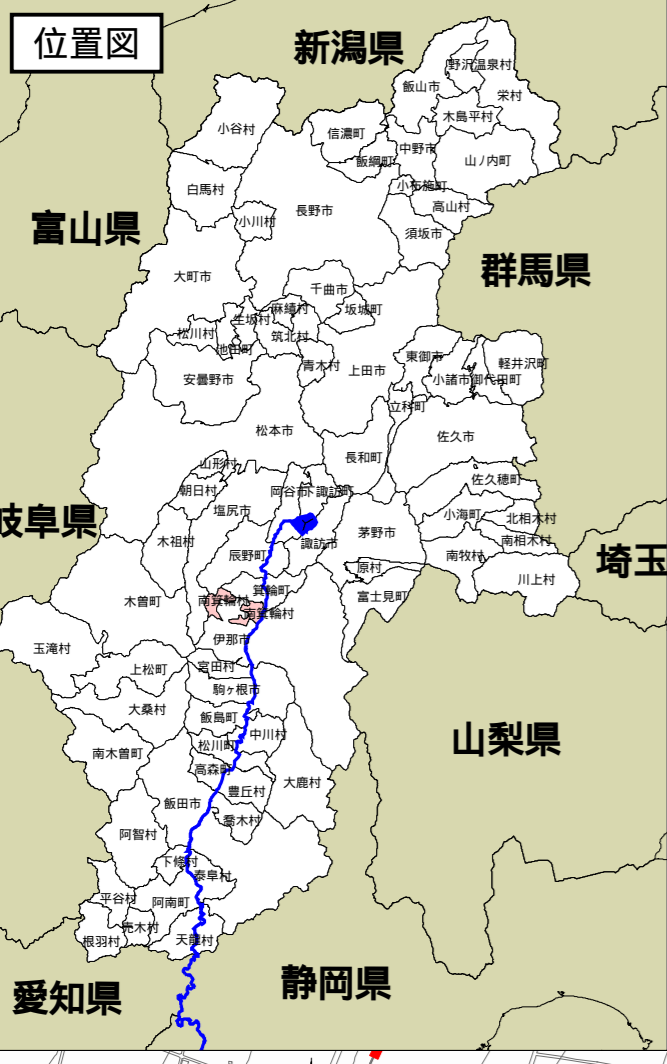 位置図
新潟県
野沢温泉村
飯山市
栄村
木島平村
小谷村
信濃町
中野市
飯綱町
山ノ内町
白馬村
小布施町
高山村
長野市
小川村
富山県
須坂市
群馬県
大町市
千曲市
麻績村
坂城町
生坂村
松川村
筑北村
池田町
東御市
青木村
上田市
軽井沢町
安曇野市
小諸市
御代田町
立科町
松本市
佐久市
長和町
山形村
佐久穂町
朝日村
岡谷市
下諏訪町
塩尻市
小海町
北相木村
岐阜県
茅野市
木祖村
諏訪市
南相木村
辰野町
南牧村
埼玉
原村
川上村
箕輪町
木曽町
南箕輪村
富士見町
南箕輪村
伊那市
玉滝村
宮田村
上松町
駒ヶ根市
大桑村
飯島町
中川村
山梨県
松川町
南木曽町
高森町
大鹿村
豊丘村
飯田市
喬木村
阿智村
下條村
泰阜村
平谷村
阿南町
売木村
根羽村
天龍村
静岡県
愛知県